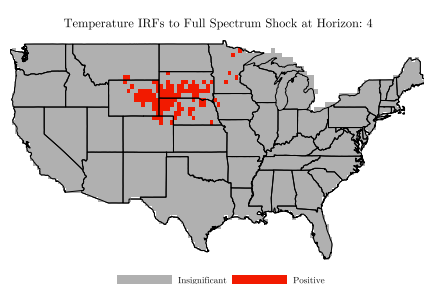 Temperature IRFs to Full Spectrum Shock at Horizon: 4
Insignificant Positive